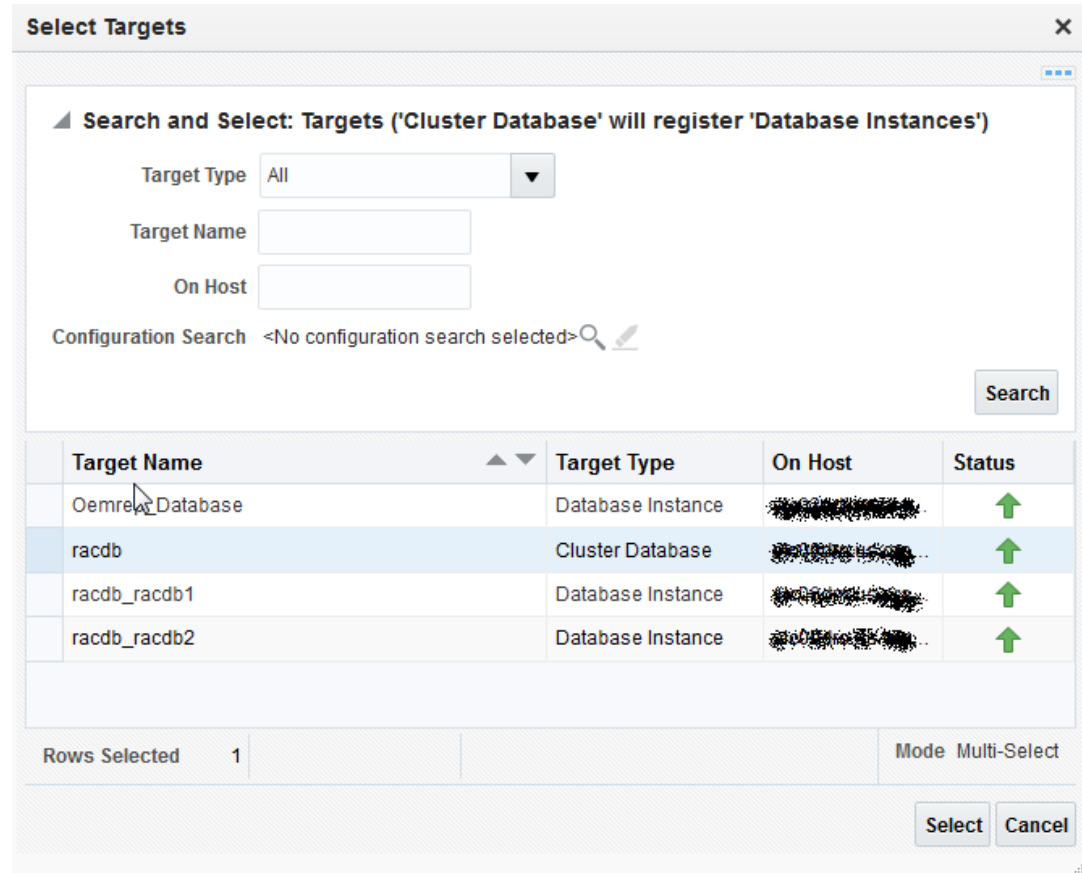 Select Targets
Search and Select: Targets ('Cluster Database' will register 'Database Instances')
Target Type All
Target Name
On Host
Configuration Search <No configuration search selected>
Search
Target Name Target Type On Host Status
Database Database Instance
racdb Cluster Database
racdb_racdb1 Database Instance
racdb_racdb2 Database Instance
Rows Selected 1 Mode Multi-Select
Select Cancel